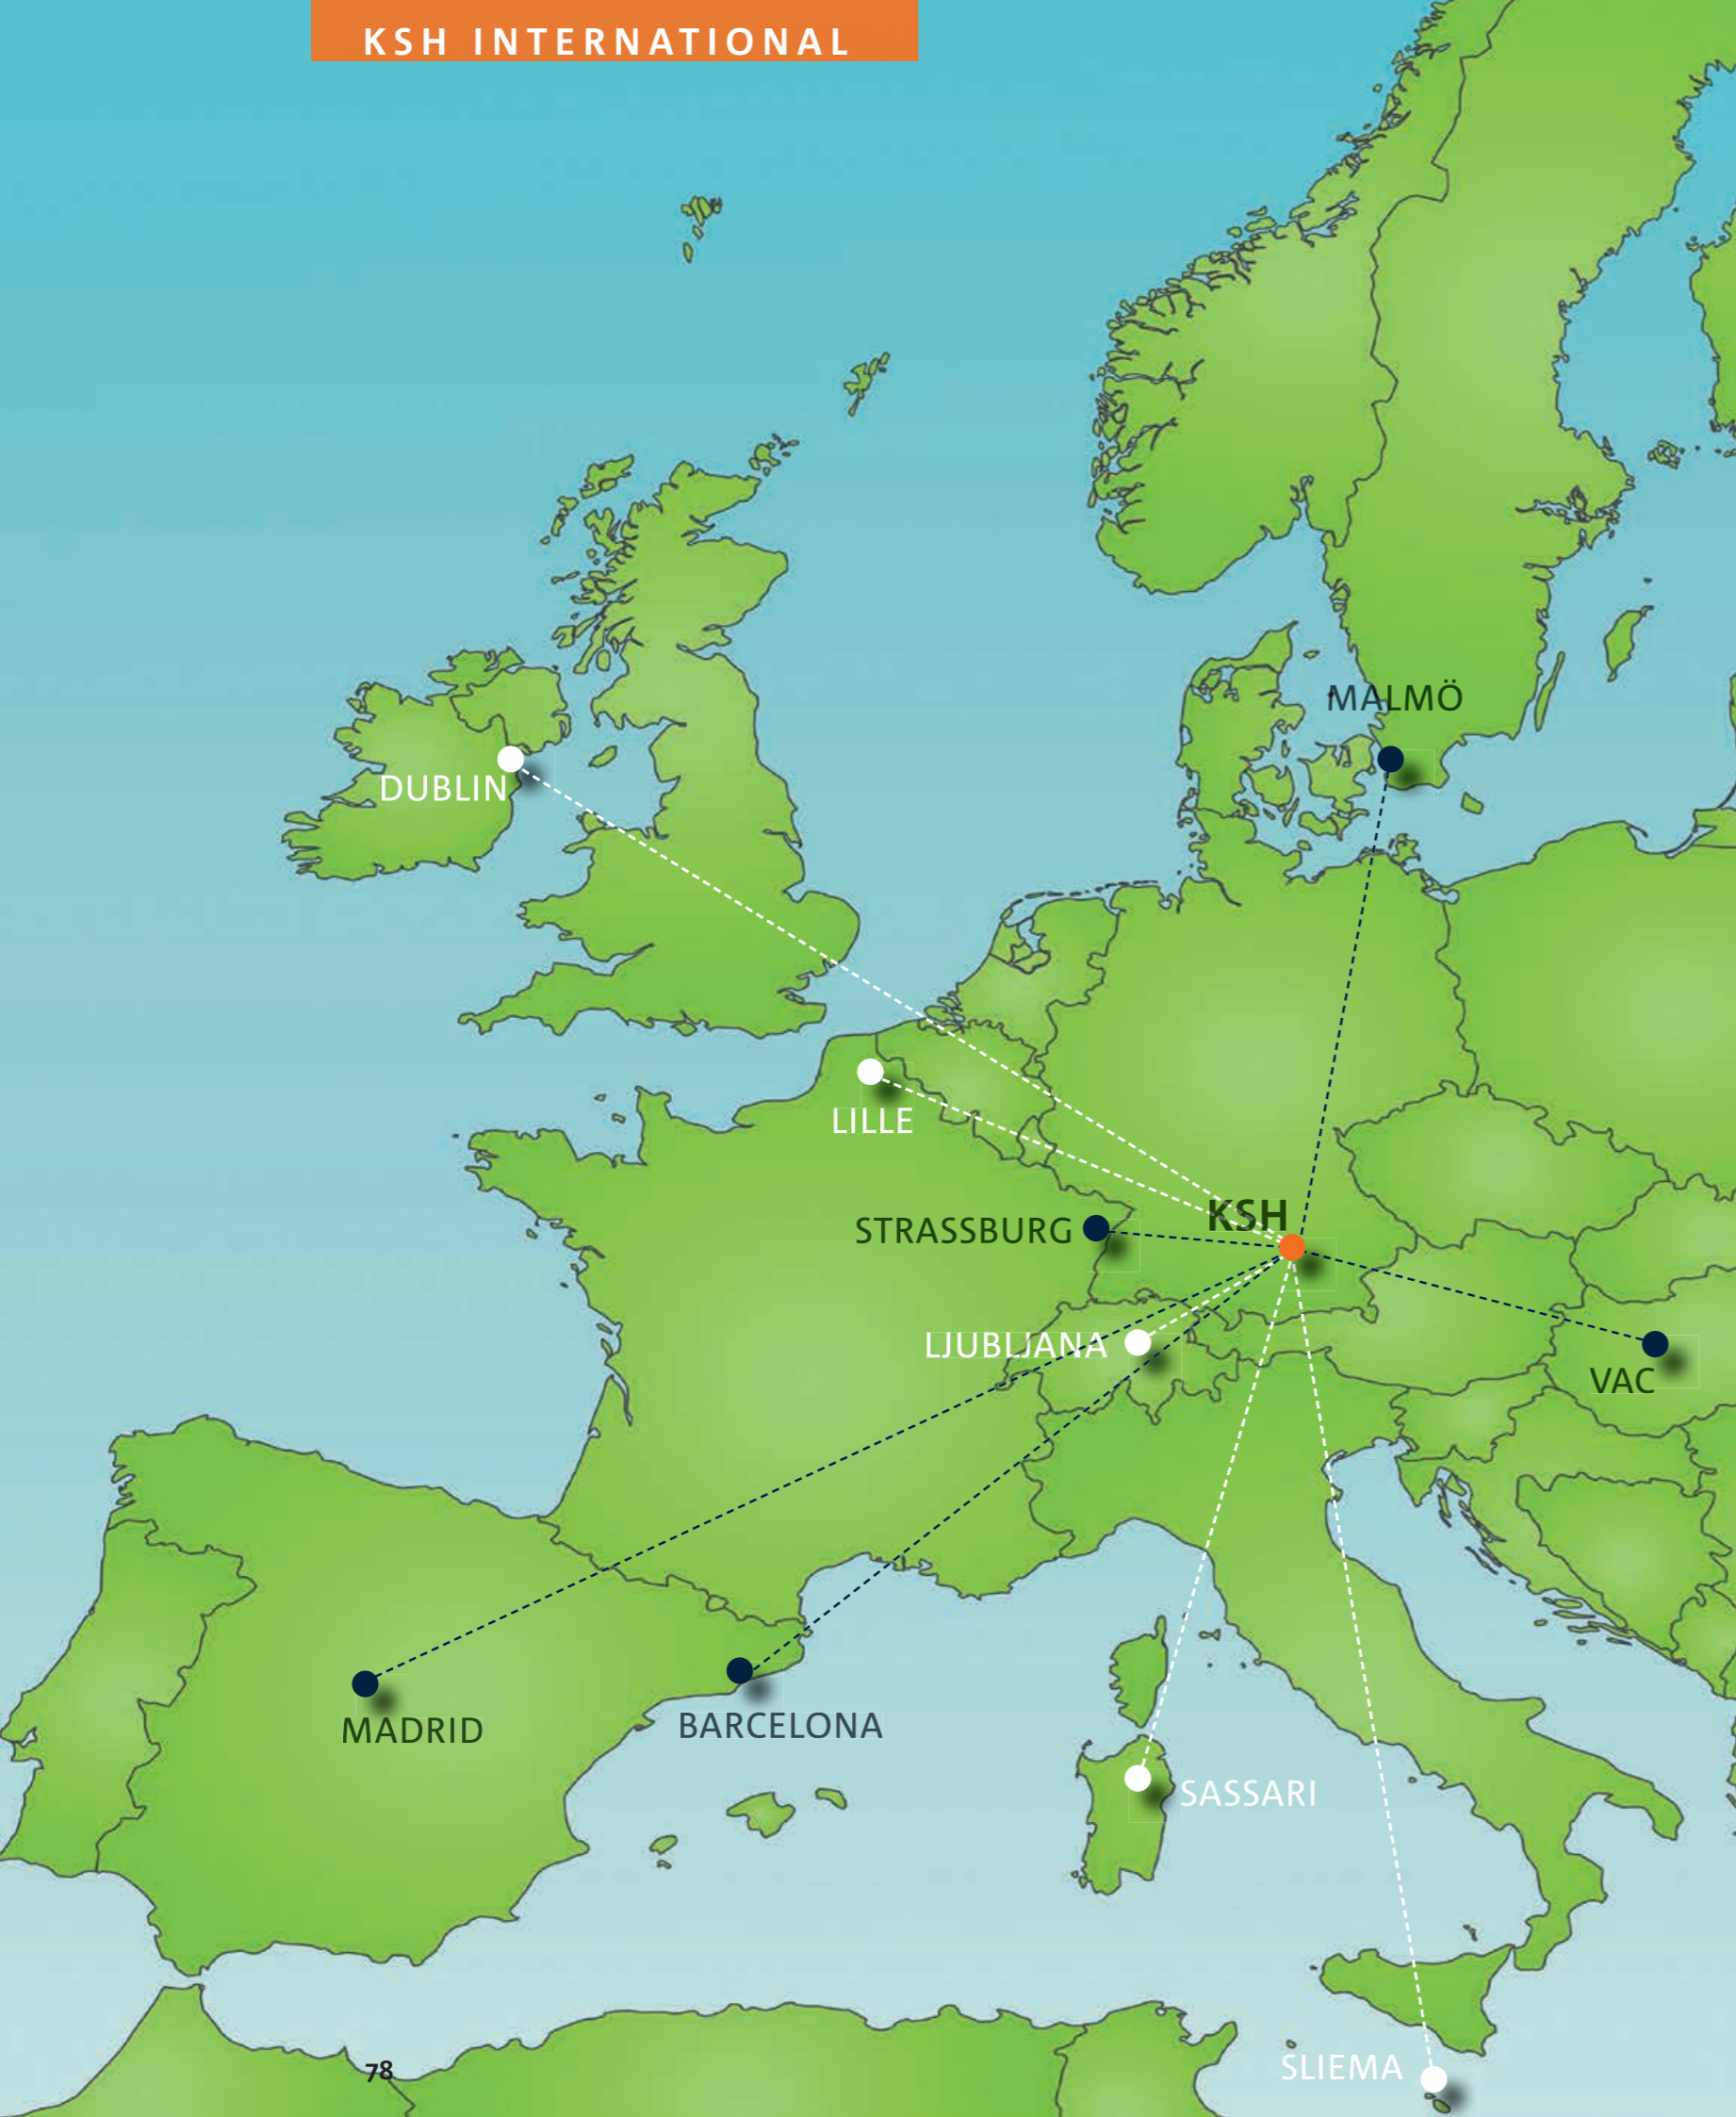 KSH INTERNATIONAL
MALMÖ
DUBLIN
LILLE
KSH
STRASSBURG
LJUBLJANA
VAC
MADRID
BARCELONA
SASSARI
SLIEMA
78